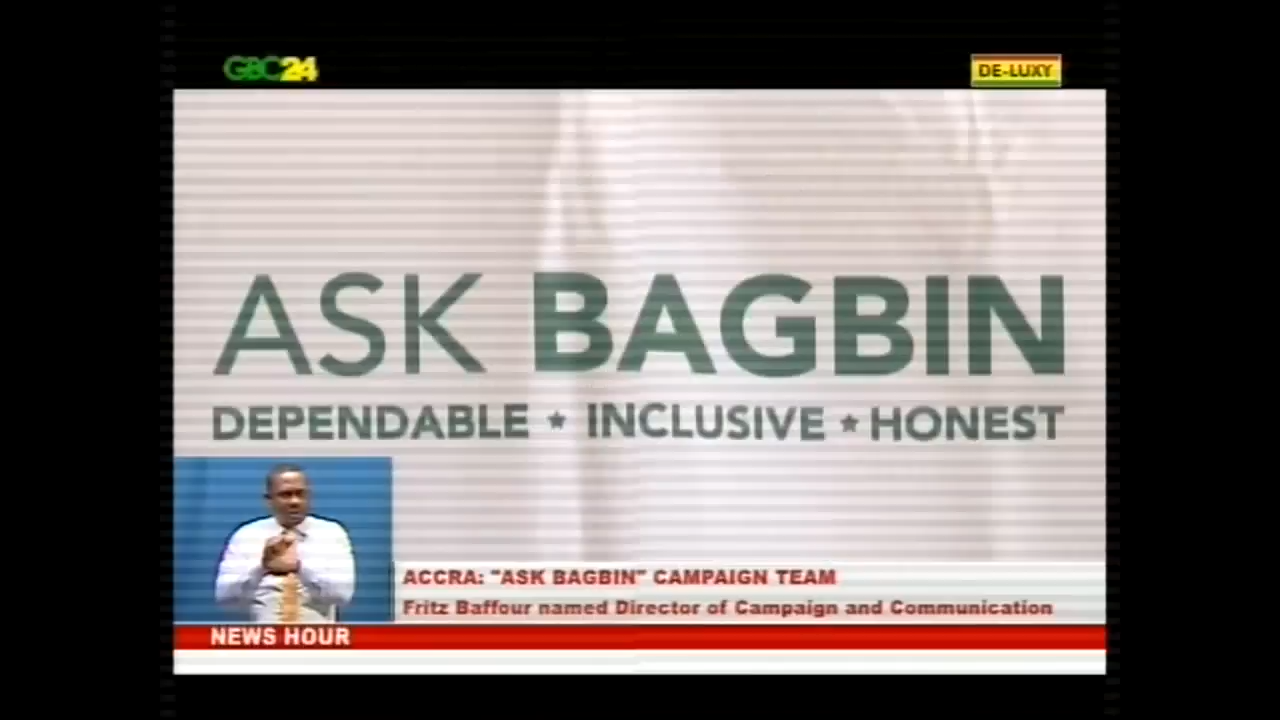 GBC24
DE-LUXY
ASK BAGBIN
DEPENDABLE ★ INCLUSIVE ★ HONEST
ACCRA: "ASK BAGBIN" CAMPAIGN TEAM
Fritz Baffour named Director of Campaign and Communication
NEWS HOUR